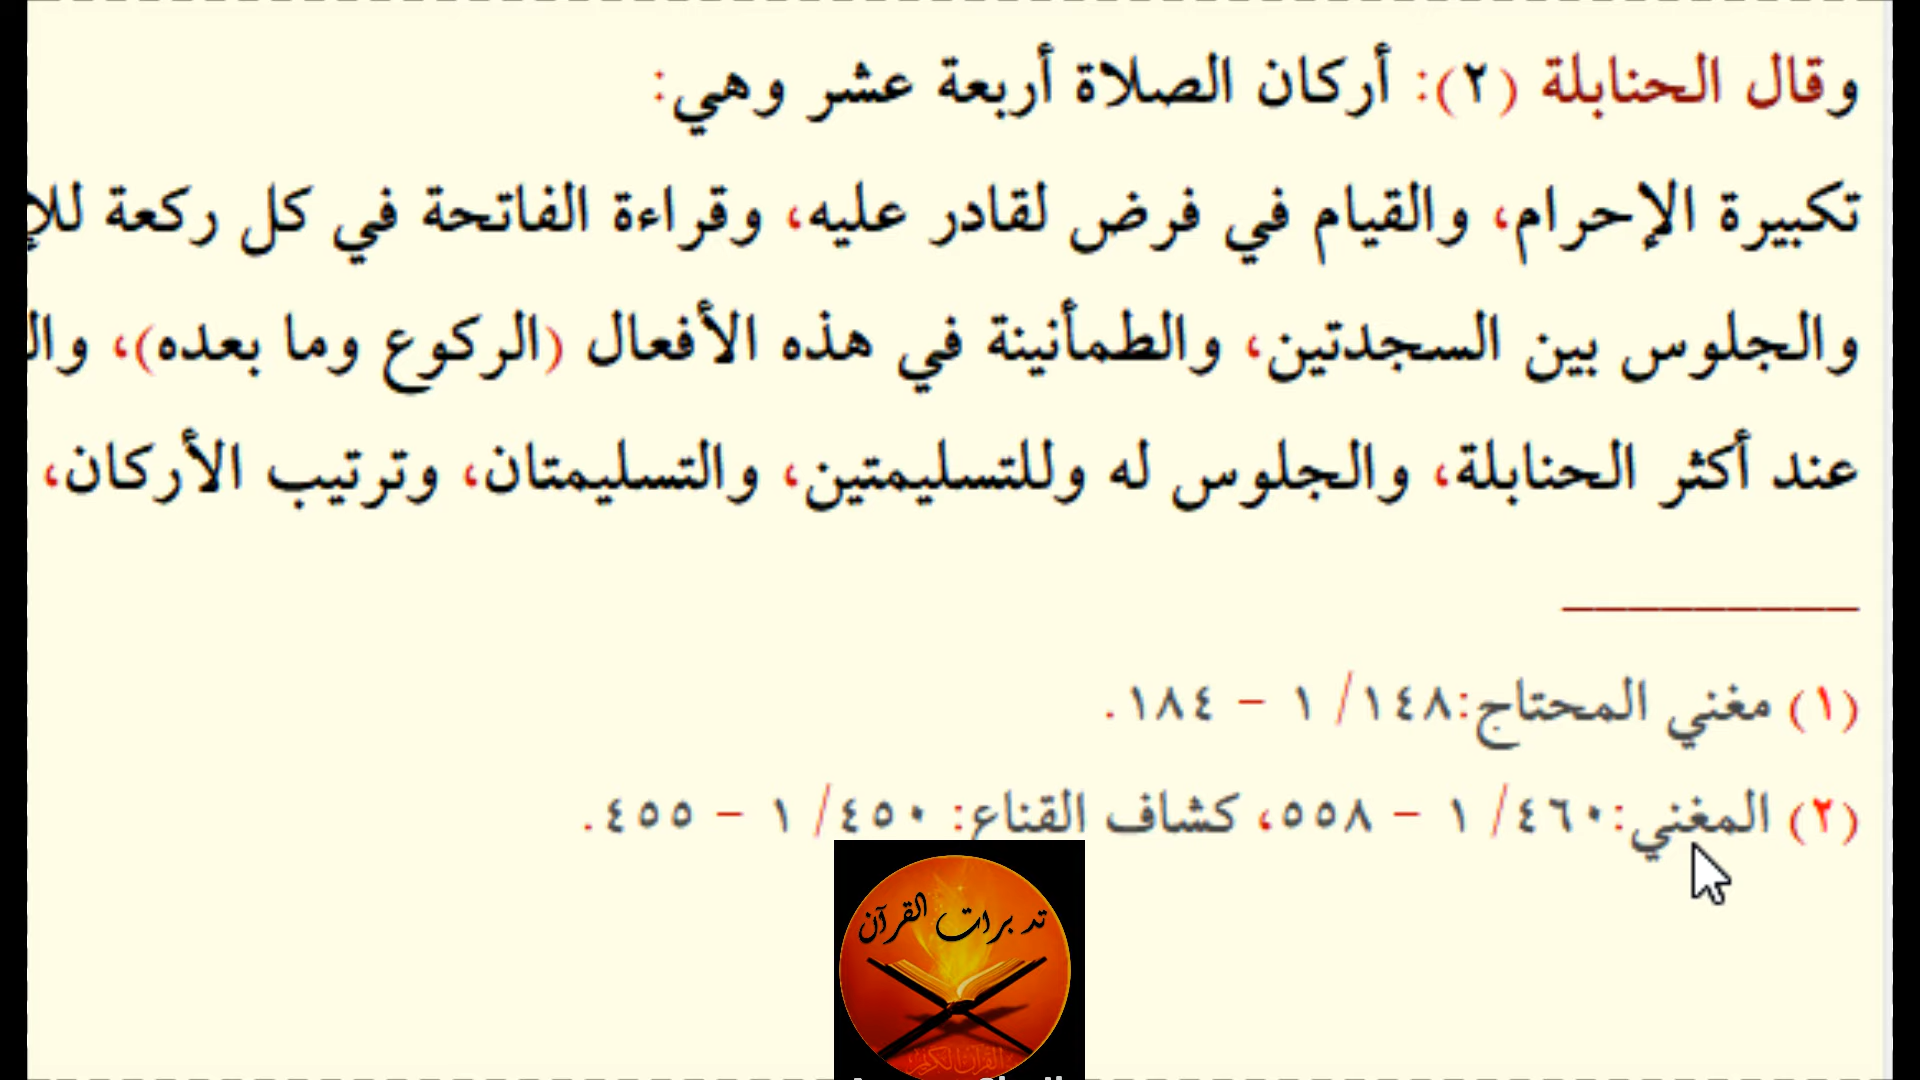 وقال الحنابلة (٢): أركان الصلاة أربعة عشر وهي:
تكبيرة الإحرام، والقيام في فرض لقادر عليه، وقراءة الفاتحة في كل ركعة
والجلوس بين السجدتين، والطمأنينة في هذه الأفعال (الركوع وما بعده)،
عند أكثر الحنابلة، والجلوس له وللتسليمتين، والتسليمتان، وترتيب الأركان،
(١) مغني المحتاج:١٤٨/ ١ - ١٨٤.
(٢) المغني:٤٦٠/ ١ - ٥٥٨، كشاف القناع: ٤٥٠/ ١ - ٤٥٥.
تدبرات القرآن